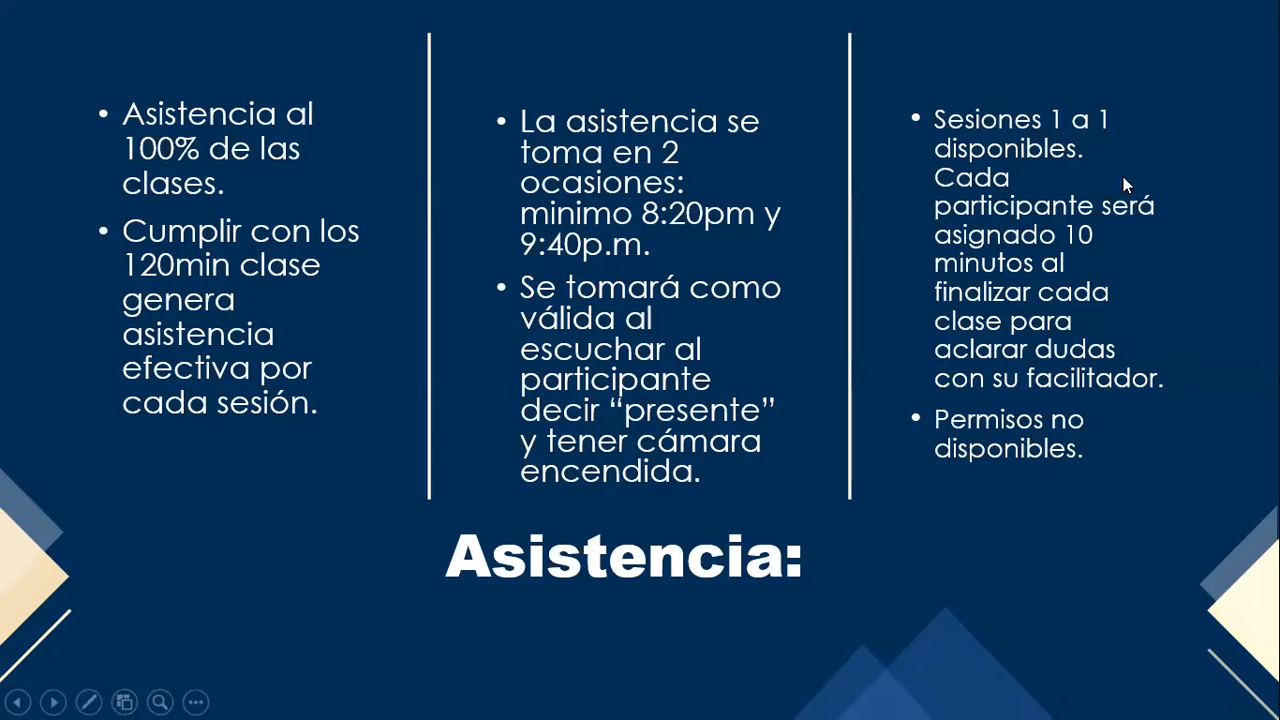 • Asistencia al
100% de las
clases.
• Cumplir con los
120min clase
genera
asistencia
efectiva por
cada sesión.
• La asistencia se
toma en 2
ocasiones:
minimo 8:20pm y
9:40p.m.
• Se tomará como
válida al
escuchar al
participante
decir “presente”
y tener cámara
encendida.
• Sesiones 1 a 1
disponibles.
Cada
participante será
asignado 10
minutos al
finalizar cada
clase para
aclarar dudas
con su facilitador.
• Permisos no
disponibles.
Asistencia: